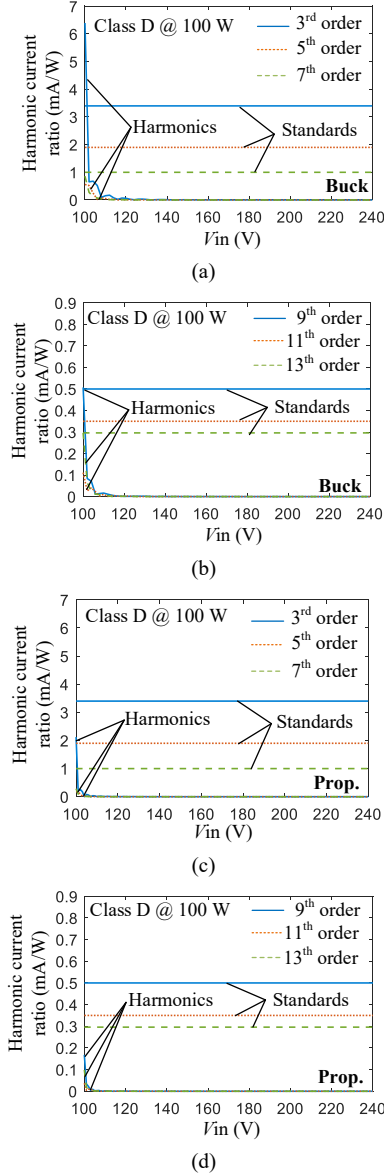 Class D @ 100 W
3rd order
5th order
7th order
Harmonic current
ratio (mA/W)
7
6
5
4
3
2
1
0
Harmonics
Standards
Buck
100 120 140 160 180 200 220 240
Vin (V)
(a)
Class D @ 100 W
9th order
11th order
13th order
Harmonic current
ratio (mA/W)
0.9
0.8
0.7
0.6
0.5
0.4
0.3
0.2
0.1
0
Harmonics
Standards
Buck
100 120 140 160 180 200 220 240
Vin (V)
(b)
Class D @ 100 W
3rd order
5th order
7th order
Harmonic current
ratio (mA/W)
7
6
5
4
3
2
1
0
Harmonics
Standards
Prop.
100 120 140 160 180 200 220 240
Vin (V)
(c)
Class D @ 100 W
9th order
11th order
13th order
Harmonic current
ratio (mA/W)
0.9
0.8
0.7
0.6
0.5
0.4
0.3
0.2
0.1
0
Harmonics
Standards
Prop.
100 120 140 160 180 200 220 240
Vin (V)
(d)